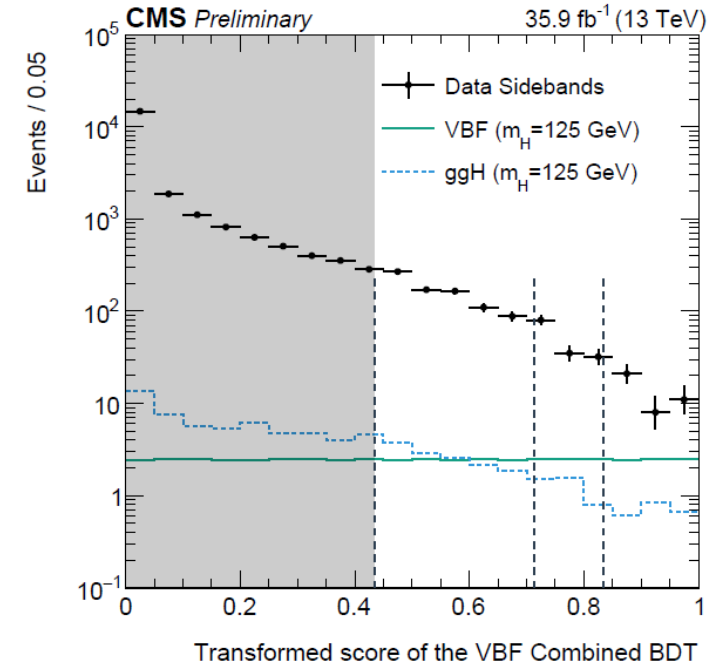 CMS Preliminary 35.9 fb⁻¹ (13 TeV)
Events / 0.05
10⁵
10⁴
10³
10²
10
1
10⁻¹
Data Sidebands
VBF (m_H=125 GeV)
ggH (m_H=125 GeV)
0 0.2 0.4 0.6 0.8 1
Transformed score of the VBF Combined BDT